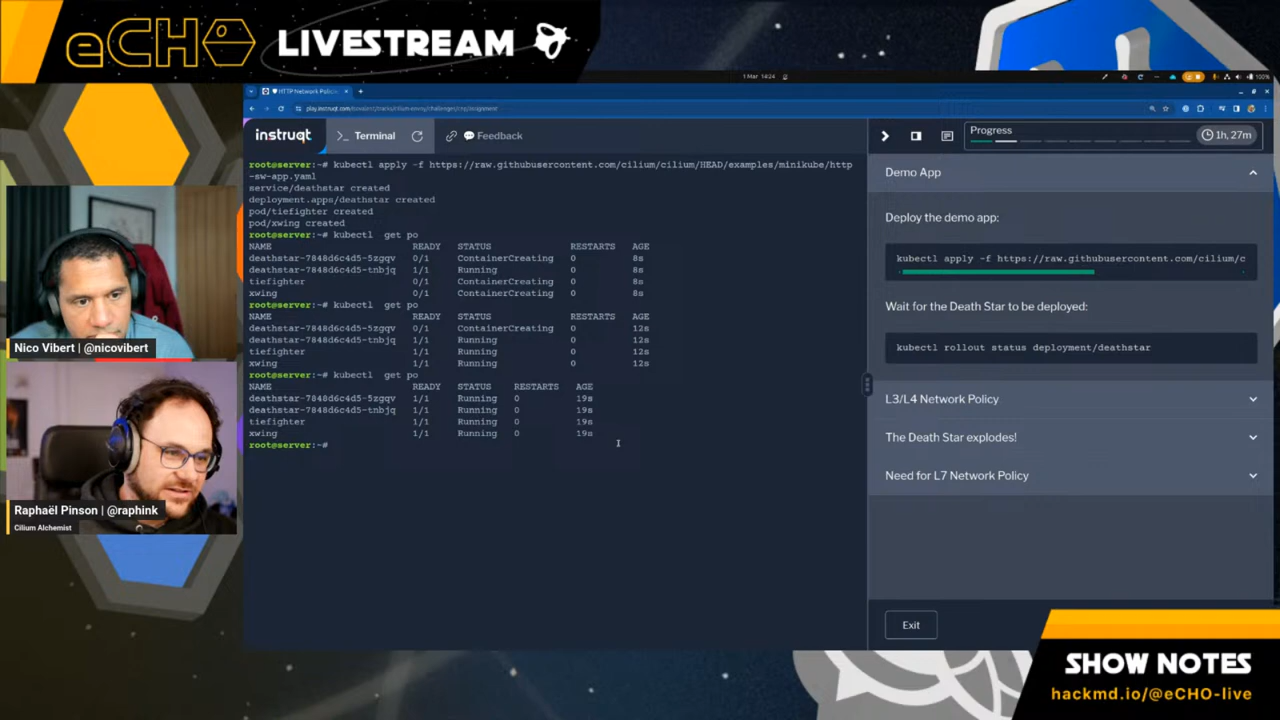 eCHO LIVESTREAM
1 Mar 14:24
100%
HTTP Network Polic
instruqt
Terminal
Feedback
Progress
1h, 27m
root@server:~# kubectl apply -f https://raw.githubusercontent.com/cilium/cilium/HEAD/examples/minikube/http
-sw-app.yaml
service/deathstar created
deployment.apps/deathstar created
pod/tiefighter created
pod/xwing created
root@server:~# kubectl  get po
NAME READY STATUS RESTARTS AGE
deathstar-7848d6c4d5-5zgqv 0/1 ContainerCreating 0 8s
deathstar-7848d6c4d5-tnbjq 1/1 Running 0 8s
tiefighter 0/1 ContainerCreating 0 8s
xwing 0/1 ContainerCreating 0 8s
root@server:~# kubectl  get po
NAME READY STATUS RESTARTS AGE
deathstar-7848d6c4d5-5zgqv 0/1 ContainerCreating 0 12s
deathstar-7848d6c4d5-tnbjq 1/1 Running 0 12s
tiefighter 1/1 Running 0 12s
xwing 1/1 Running 0 12s
root@server:~# kubectl  get po
NAME READY STATUS RESTARTS AGE
deathstar-7848d6c4d5-5zgqv 1/1 Running 0 19s
deathstar-7848d6c4d5-tnbjq 1/1 Running 0 19s
tiefighter 1/1 Running 0 19s
xwing 1/1 Running 0 19s
root@server:~#
Demo App
Deploy the demo app:
kubectl apply -f https://raw.githubusercontent.com/cilium/c
Wait for the Death Star to be deployed:
kubectl rollout status deployment/deathstar
L3/L4 Network Policy
The Death Star explodes!
Need for L7 Network Policy
Exit
Nico Vibert | @nicovibert
Raphaël Pinson | @raphink
Cilium Alchemist
SHOW NOTES
hackmd.io/@eCHO-live